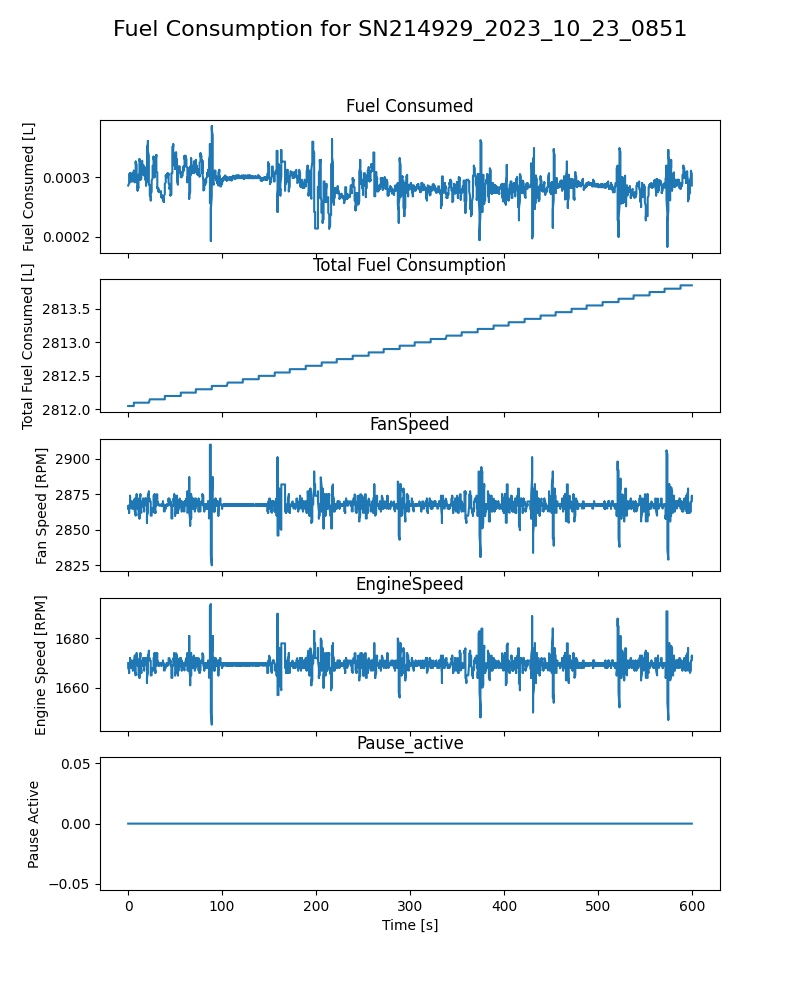 Fuel Consumption for SN214929_2023_10_23_0851
Fuel Consumed
Fuel Consumed [L]
0.0003
0.0002
Total Fuel Consumption
Total Fuel Consumed [L]
2813.5
2813.0
2812.5
2812.0
FanSpeed
Fan Speed [RPM]
2900
2875
2850
2825
EngineSpeed
Engine Speed [RPM]
1680
1660
Pause_active
Pause Active
0.05
0.00
−0.05
0 100 200 300 400 500 600
Time [s]